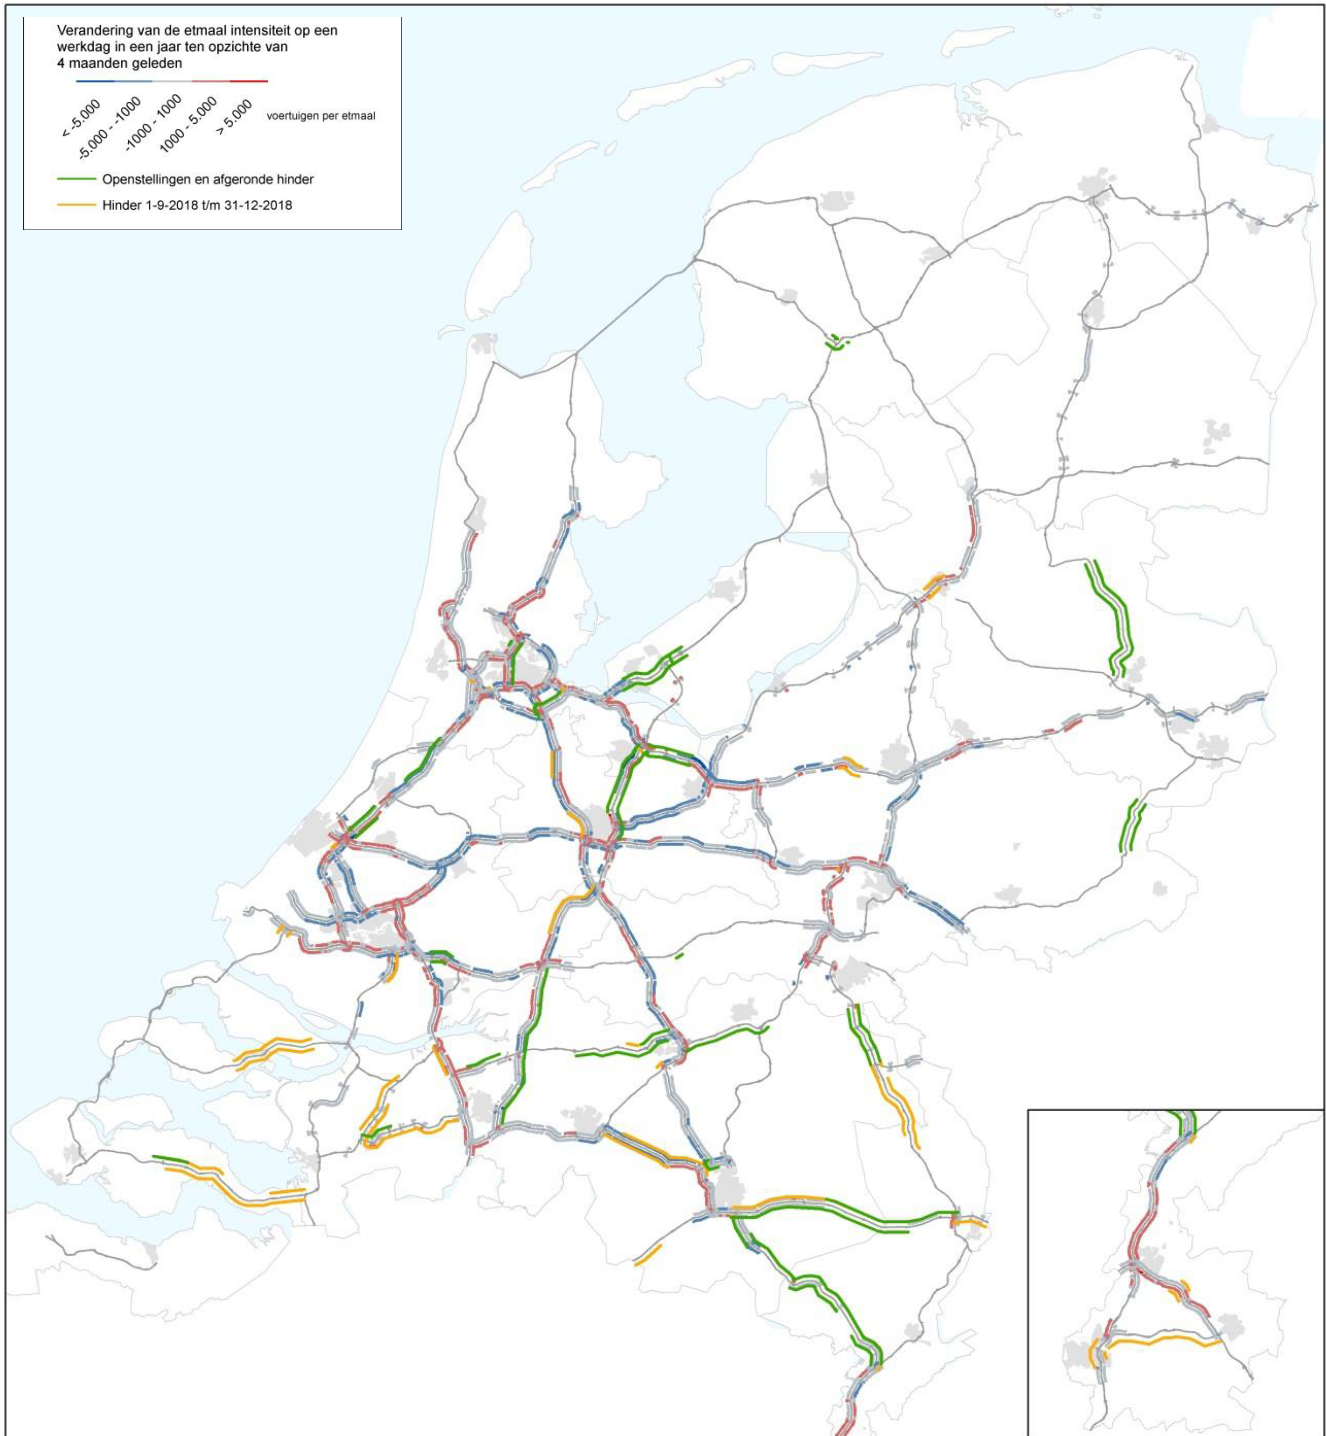 Verandering van de etmaal intensiteit op een
werkdag in een jaar ten opzichte van
4 maanden geleden
< -5.000
-5.000 - -1000
-1000 - 1000
1000 - 5.000
> 5.000
voertuigen per etmaal
Openstellingen en afgeronde hinder
Hinder 1-9-2018 t/m 31-12-2018